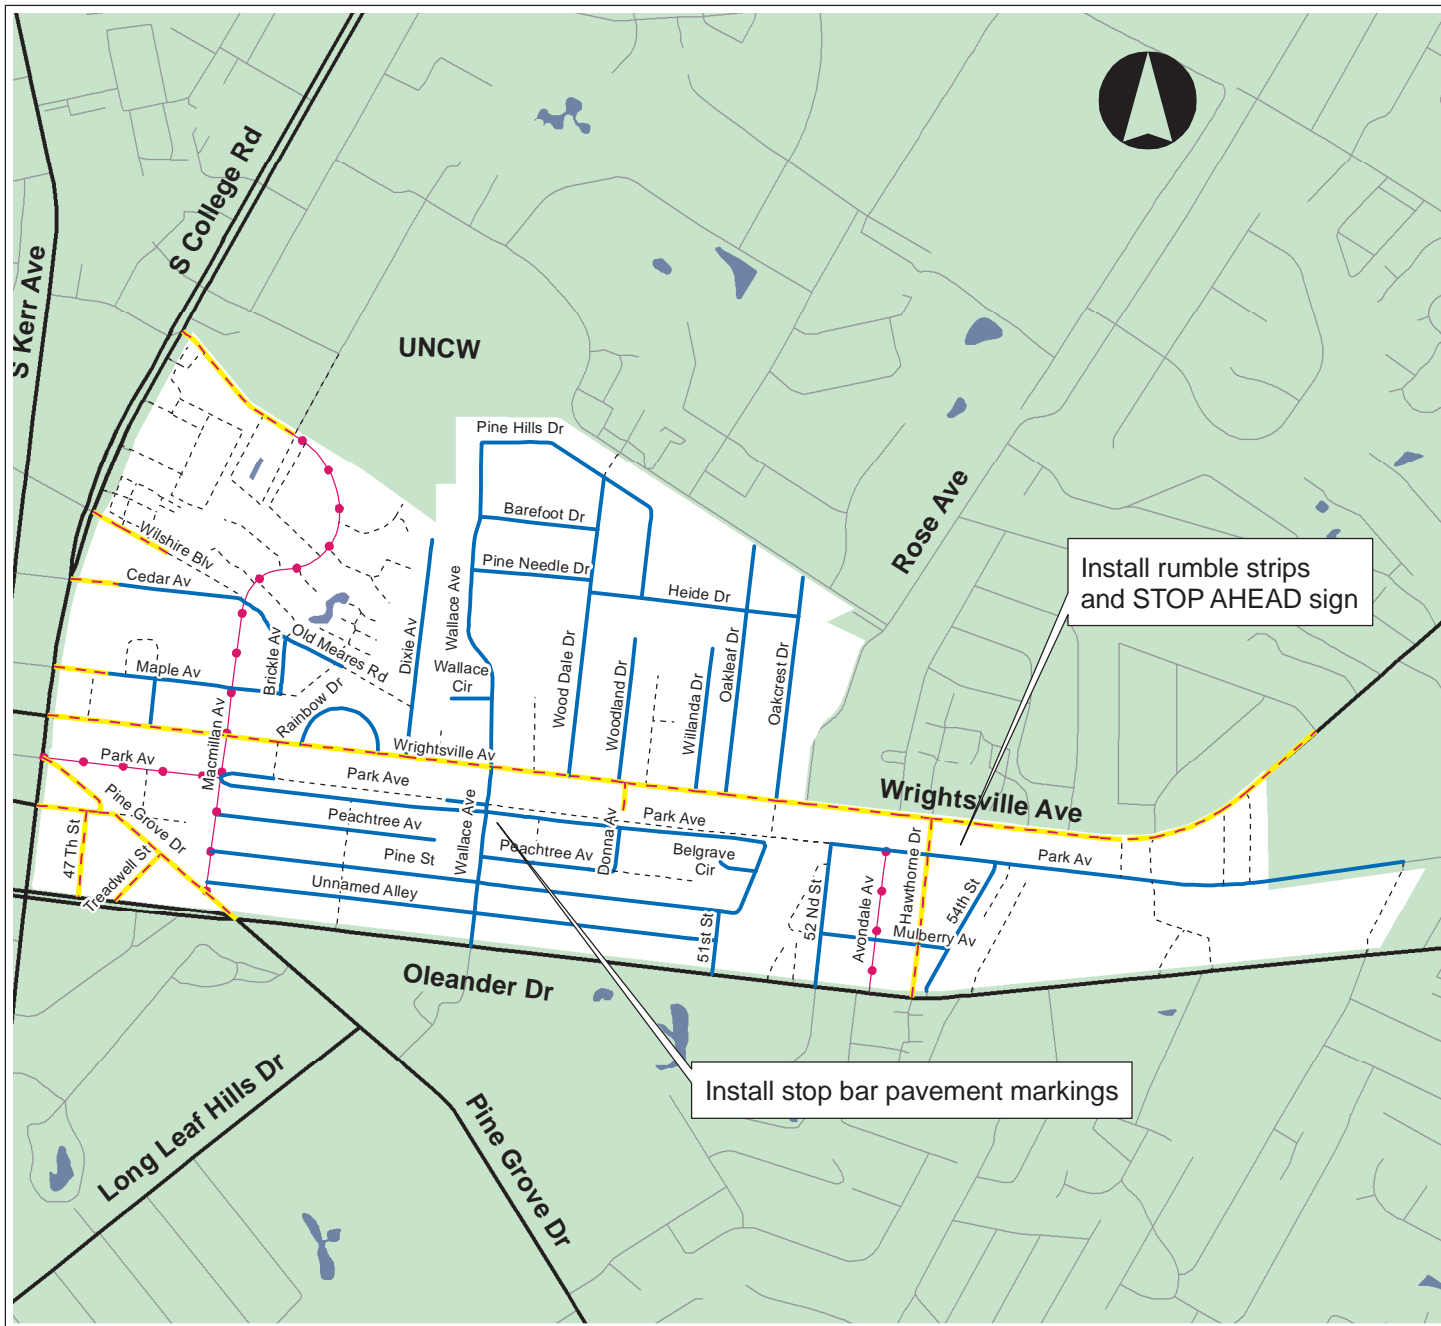 S College Rd
S Kerr Ave
UNCW
Pine Hills Dr
Barefoot Dr
Rose Ave
Wilshire Blv
Pine Needle Dr
Install rumble strips
and STOP AHEAD sign
Cedar Av
Wallace Ave
Heide Dr
Dixie Av
Old Meares Rd
Brickle Av
Maple Av
Wallace
Cir
Wood Dale Dr
Woodland Dr
Willanda Dr
Oakleaf Dr
Oakcrest Dr
Rainbow Dr
Macmillan Av
Wrightsville Av
Park Av
Park Ave
Wrightsville Ave
Pine Grove Dr
Peachtree Av
Wallace Ave
Donna Av
Park Ave
47 Th St
Treadwell St
Pine St
Peachtree Av
Belgrave
Cir
Hawthorne Dr
Park Av
Unnamed Alley
51st St
52 Nd St
Avondale Av
54th St
Mulberry Av
Oleander Dr
Install stop bar pavement markings
Long Leaf Hills Dr
Pine Grove Dr